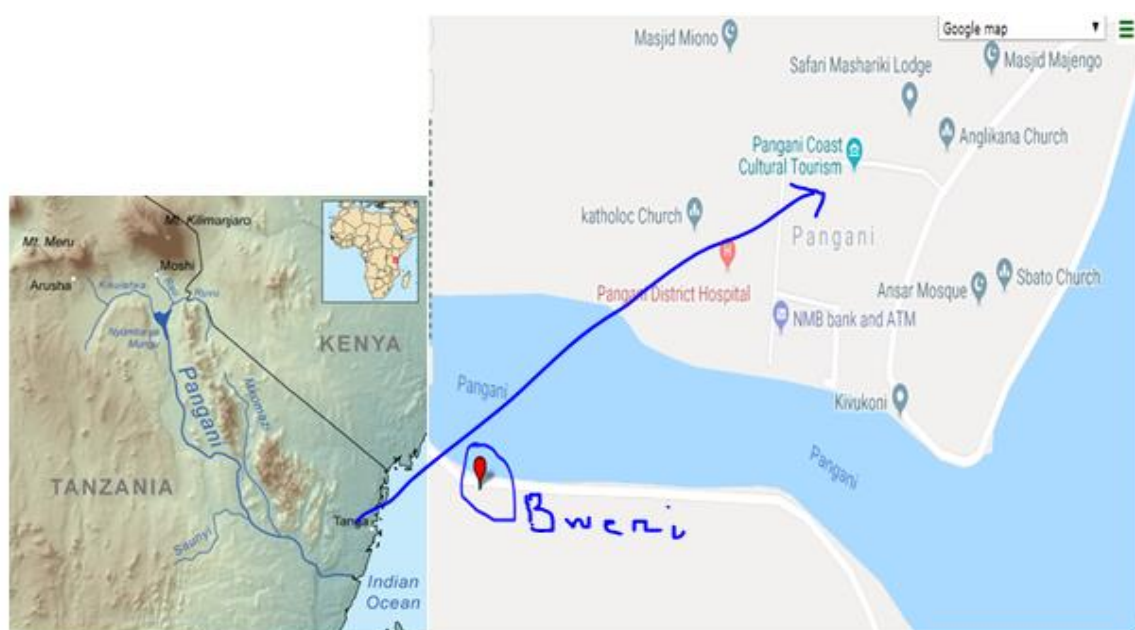 Google map
Masjid Miono
Masjid Majengo
Safari Mashariki Lodge
Anglikana Church
Pangani Coast
Cultural Tourism
katholoc Church
Pangani
Pangani District Hospital
Ansar Mosque
Sbato Church
NMB bank and ATM
Kivukoni
Pangani
Pangani
Bweni
Mt. Kilimanjaro
Mt. Meru
Moshi
Arusha
Kikuletwa
Ruvu
Nyumba ya
Mungu
KENYA
Pangani
Mkomazi
TANZANIA
Tanga
Saunyi
Indian
Ocean